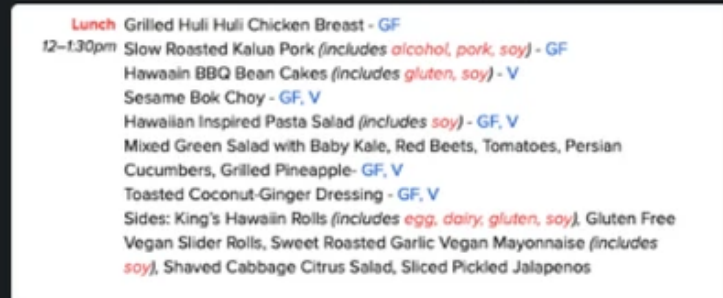 Lunch Grilled Huli Huli Chicken Breast - GF
12–1:30pm Slow Roasted Kalua Pork (includes alcohol, pork, soy) - GF
Hawaain BBQ Bean Cakes (includes gluten, soy) - V
Sesame Bok Choy - GF, V
Hawaiian Inspired Pasta Salad (includes soy) - GF, V
Mixed Green Salad with Baby Kale, Red Beets, Tomatoes, Persian
Cucumbers, Grilled Pineapple- GF, V
Toasted Coconut-Ginger Dressing - GF, V
Sides: King's Hawaiin Rolls (includes egg, dairy, gluten, soy), Gluten Free
Vegan Slider Rolls, Sweet Roasted Garlic Vegan Mayonnaise (includes
soy), Shaved Cabbage Citrus Salad, Sliced Pickled Jalapenos